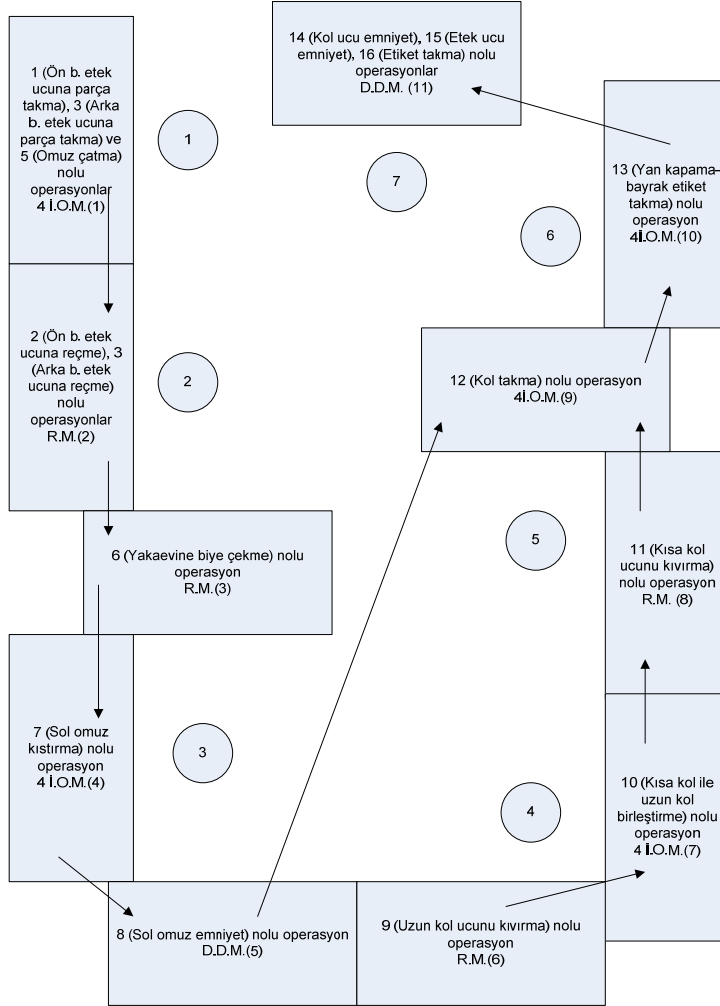 14 (Kol ucu emniyet), 15 (Etek ucu
emniyet), 16 (Etiket takma) nolu
operasyonlar
D.D.M. (11)
1 (Ön b. etek
ucuna parça
takma), 3 (Arka
b. etek ucuna
parça takma) ve
5 (Omuz çatma)
nolu
operasyonlar
4 İ.O.M.(1)
1
7
13 (Yan kapama–
bayrak etiket
takma) nolu
operasyon
4İ.O.M.(10)
6
2 (Ön b. etek
ucuna reçme), 3
(Arka b. etek
ucuna reçme)
nolu
operasyonlar
R.M.(2)
2
12 (Kol takma) nolu operasyon
4İ.O.M.(9)
6 (Yakaevine biye çekme) nolu
operasyon
R.M.(3)
5
11 (Kısa kol
ucunu kıvırma)
nolu operasyon
R.M. (8)
7 (Sol omuz
kıstırma) nolu
operasyon
4 İ.O.M.(4)
3
4
10 (Kısa kol ile
uzun kol
birleştirme) nolu
operasyon
4 İ.O.M.(7)
8 (Sol omuz emniyet) nolu operasyon
D.D.M.(5)
9 (Uzun kol ucunu kıvırma) nolu
operasyon
R.M.(6)